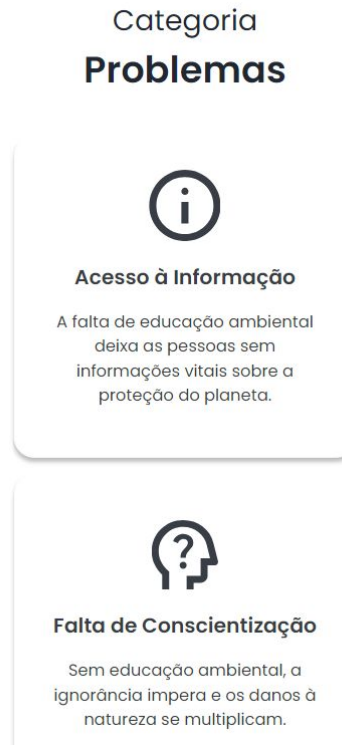 Categoria
Problemas
Acesso à Informação
A falta de educação ambiental
deixa as pessoas sem
informações vitais sobre a
proteção do planeta.
Falta de Conscientização
Sem educação ambiental, a
ignorância impera e os danos à
natureza se multiplicam.